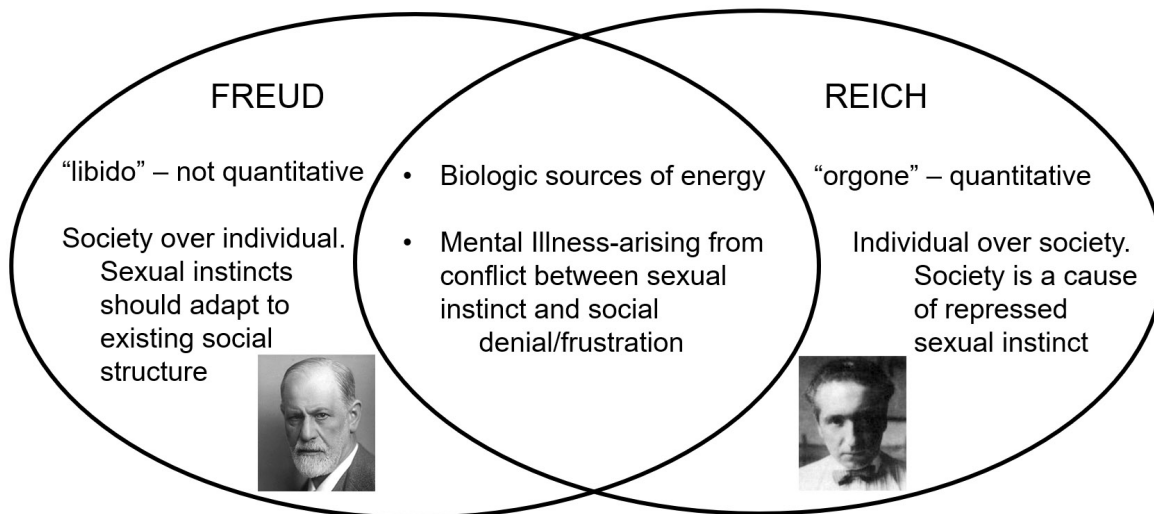 FREUD
“libido” – not quantitative
Society over individual.
Sexual instincts
should adapt to
existing social
structure
• Biologic sources of energy
• Mental Illness-arising from
conflict between sexual
instinct and social
denial/frustration
REICH
“orgone” – quantitative
Individual over society.
Society is a cause
of repressed
sexual instinct